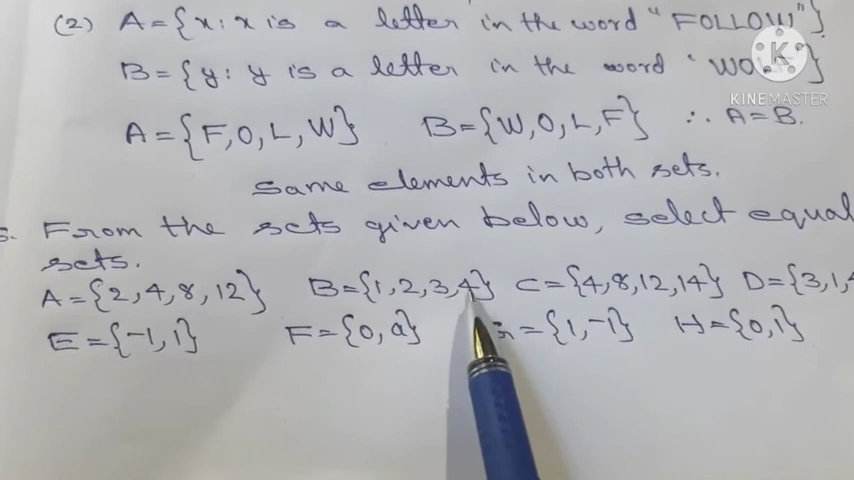 (2) A={x: x is a letter in the word "FOLLOW"}
B={y: y is a letter in the word "WO
KINEMASTER
A={F,O,L,W} B={W,O,L,F} ∴ A=B.
same elements in both sets.
From the sets given below, select equal
sets.
A={2,4,8,12} B={1,2,3,4} C={4,8,12,14} D={3,1,4
E={-1,1} F={0,a} ={1,-1} H={0,1}